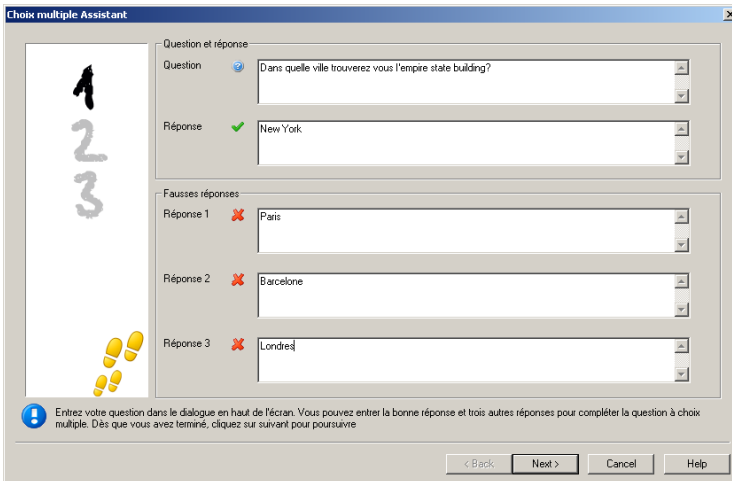 Choix multiple Assistant
1
2
3
Question et réponse
Question
Dans quelle ville trouverez vous l'empire state building?
Réponse
New York
Fausses réponses
Réponse 1
Paris
Réponse 2
Barcelone
Réponse 3
Londres
Entrez votre question dans le dialogue en haut de l'écran. Vous pouvez entrer la bonne réponse et trois autres réponses pour compléter la question à choix
multiple. Dès que vous avez terminé, cliquez sur suivant pour poursuivre
< Back
Next >
Cancel
Help